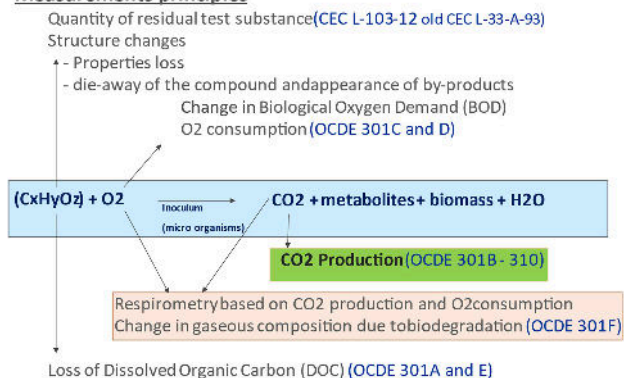 Measurements principles
Quantity of residual test substance(CEC L-103-12 old CEC L-33-A-93)
Structure changes
- Properties loss
- die-away of the compound andappearance of by-products
Change in Biological Oxygen Demand (BOD)
O2 consumption (OCDE 301C and D)
(CxHyOz) + O2
Inoculum
(micro organisms)
CO2 +metabolites+ biomass + H2O
CO2 Production(OCDE 301B - 310)
Respirometry based on CO2 production and O2consumption
Change in gaseous composition due tobiodegradation (OCDE 301F)
Loss of Dissolved Organic Carbon (DOC) (OCDE 301A and E)